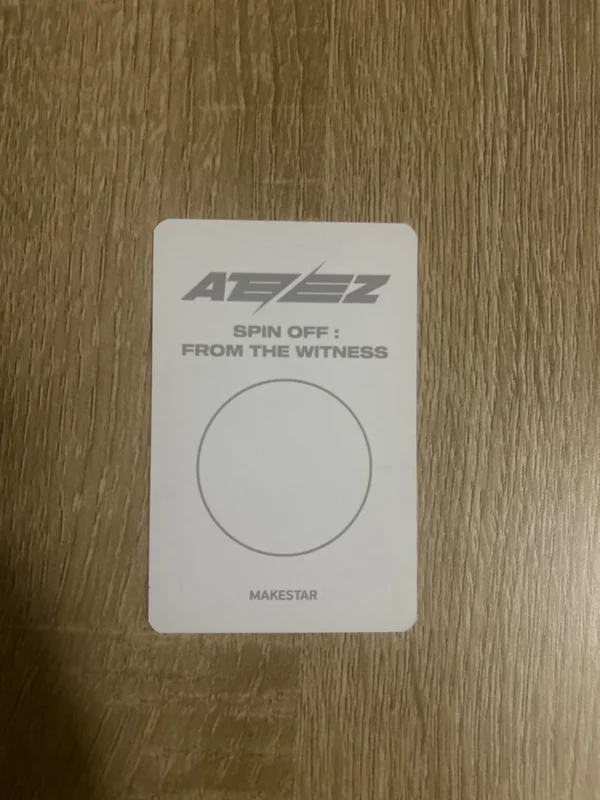 ATEEZ
SPIN OFF :
FROM THE WITNESS
MAKESTAR